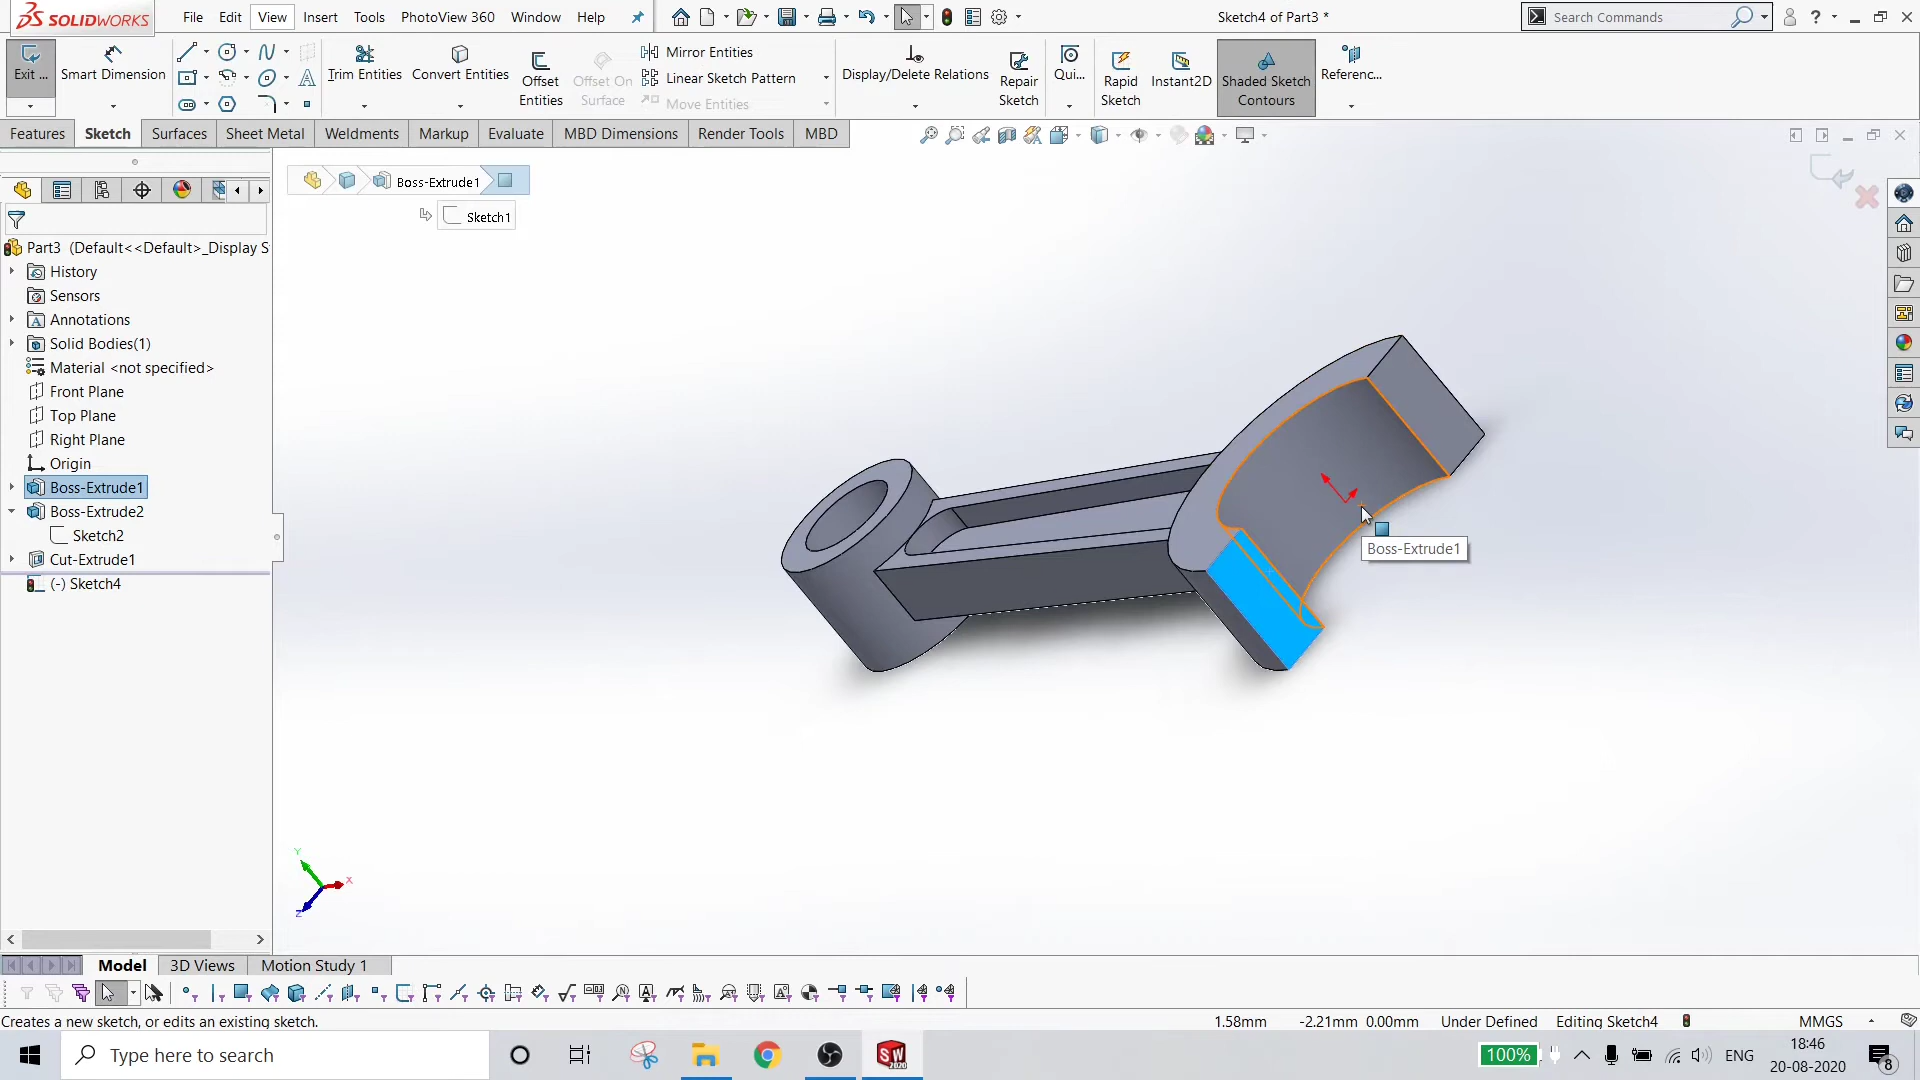 SOLIDWORKS
File Edit View Insert Tools PhotoView 360 Window Help
Sketch4 of Part3 *
Search Commands
Exit ...
Smart Dimension
Trim Entities
Convert Entities
Offset Entities
Offset On Surface
Mirror Entities
Linear Sketch Pattern
Move Entities
Display/Delete Relations
Repair Sketch
Qui...
Rapid Sketch
Instant2D
Shaded Sketch Contours
Referenc...
Features Sketch Surfaces Sheet Metal Weldments Markup Evaluate MBD Dimensions Render Tools MBD
Boss-Extrude1
Sketch1
Part3 (Default<<Default>_Display S
History
Sensors
Annotations
Solid Bodies(1)
Material <not specified>
Front Plane
Top Plane
Right Plane
Origin
Boss-Extrude1
Boss-Extrude2
Sketch2
Cut-Extrude1
(-) Sketch4
Boss-Extrude1
Y
X
Z
Model 3D Views Motion Study 1
Creates a new sketch, or edits an existing sketch.
1.58mm -2.21mm 0.00mm Under Defined Editing Sketch4 MMGS
Type here to search
SW
2020
100%
ENG
18:46
20-08-2020
8